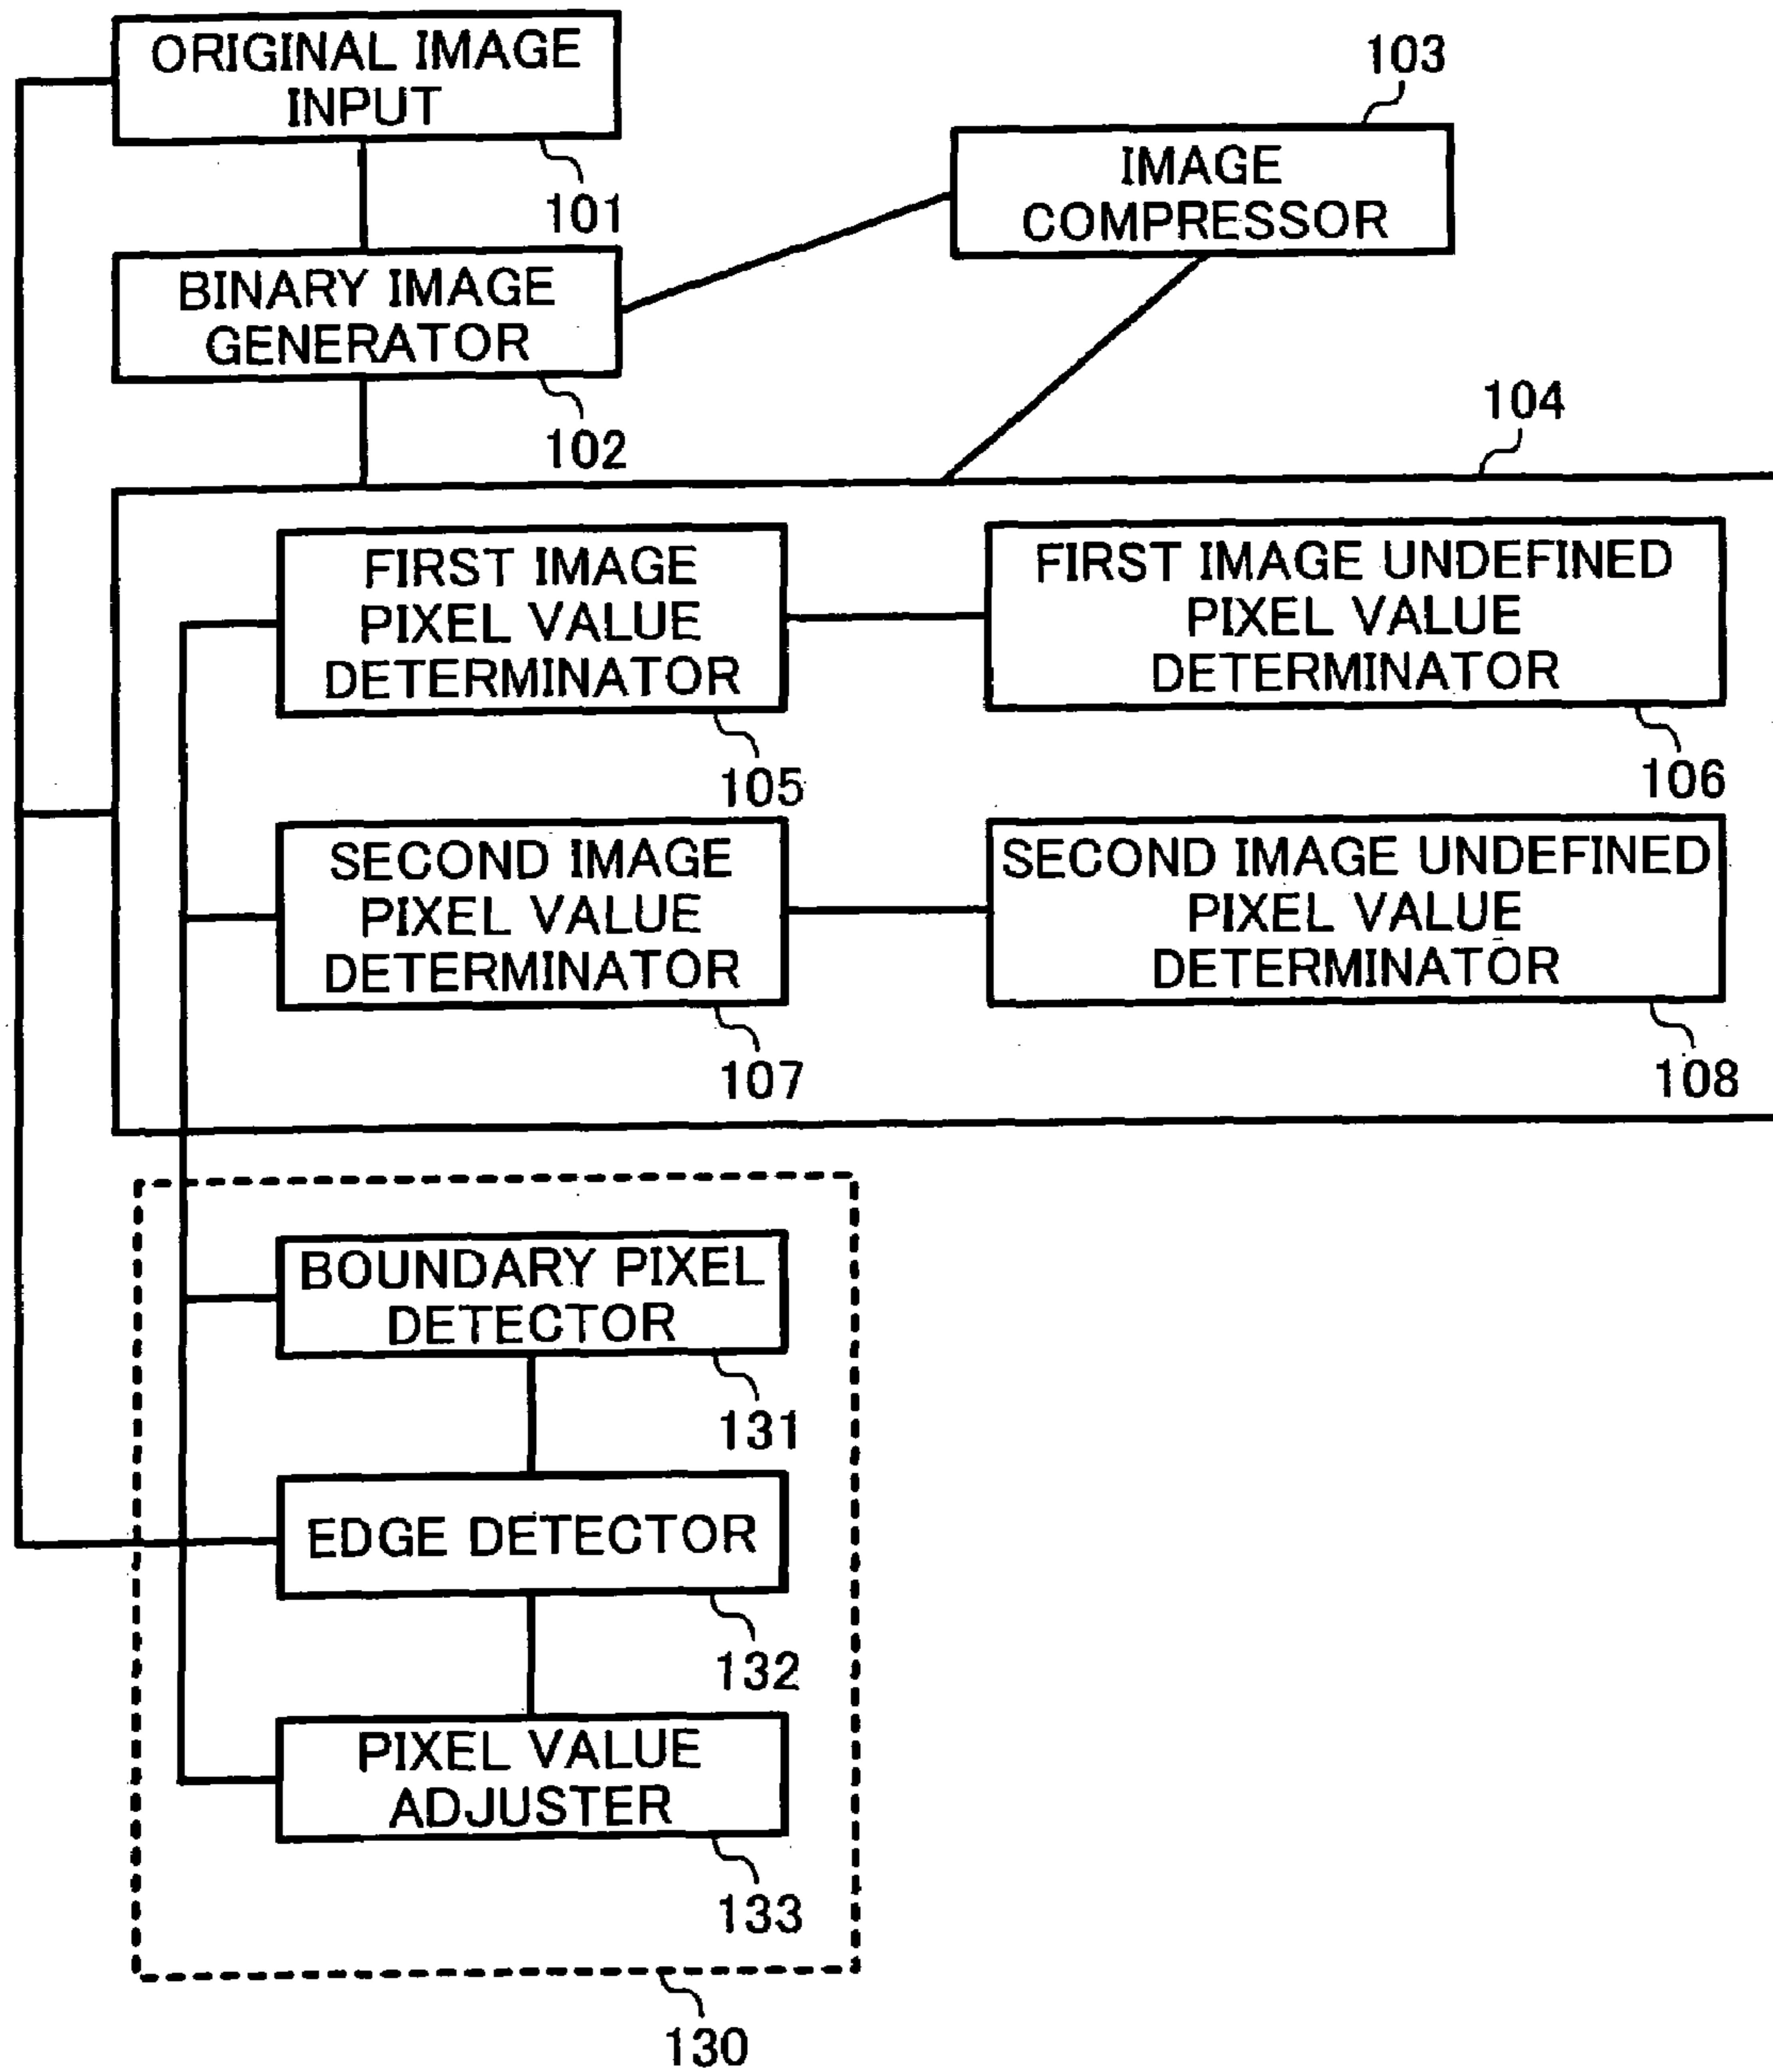 ORIGINAL IMAGE
INPUT
101
103
IMAGE
COMPRESSOR
BINARY IMAGE
GENERATOR
102
104
FIRST IMAGE
PIXEL VALUE
DETERMINATOR
105
FIRST IMAGE UNDEFINED
PIXEL VALUE
DETERMINATOR
106
SECOND IMAGE
PIXEL VALUE
DETERMINATOR
107
SECOND IMAGE UNDEFINED
PIXEL VALUE
DETERMINATOR
108
BOUNDARY PIXEL
DETECTOR
131
EDGE DETECTOR
132
PIXEL VALUE
ADJUSTER
133
130